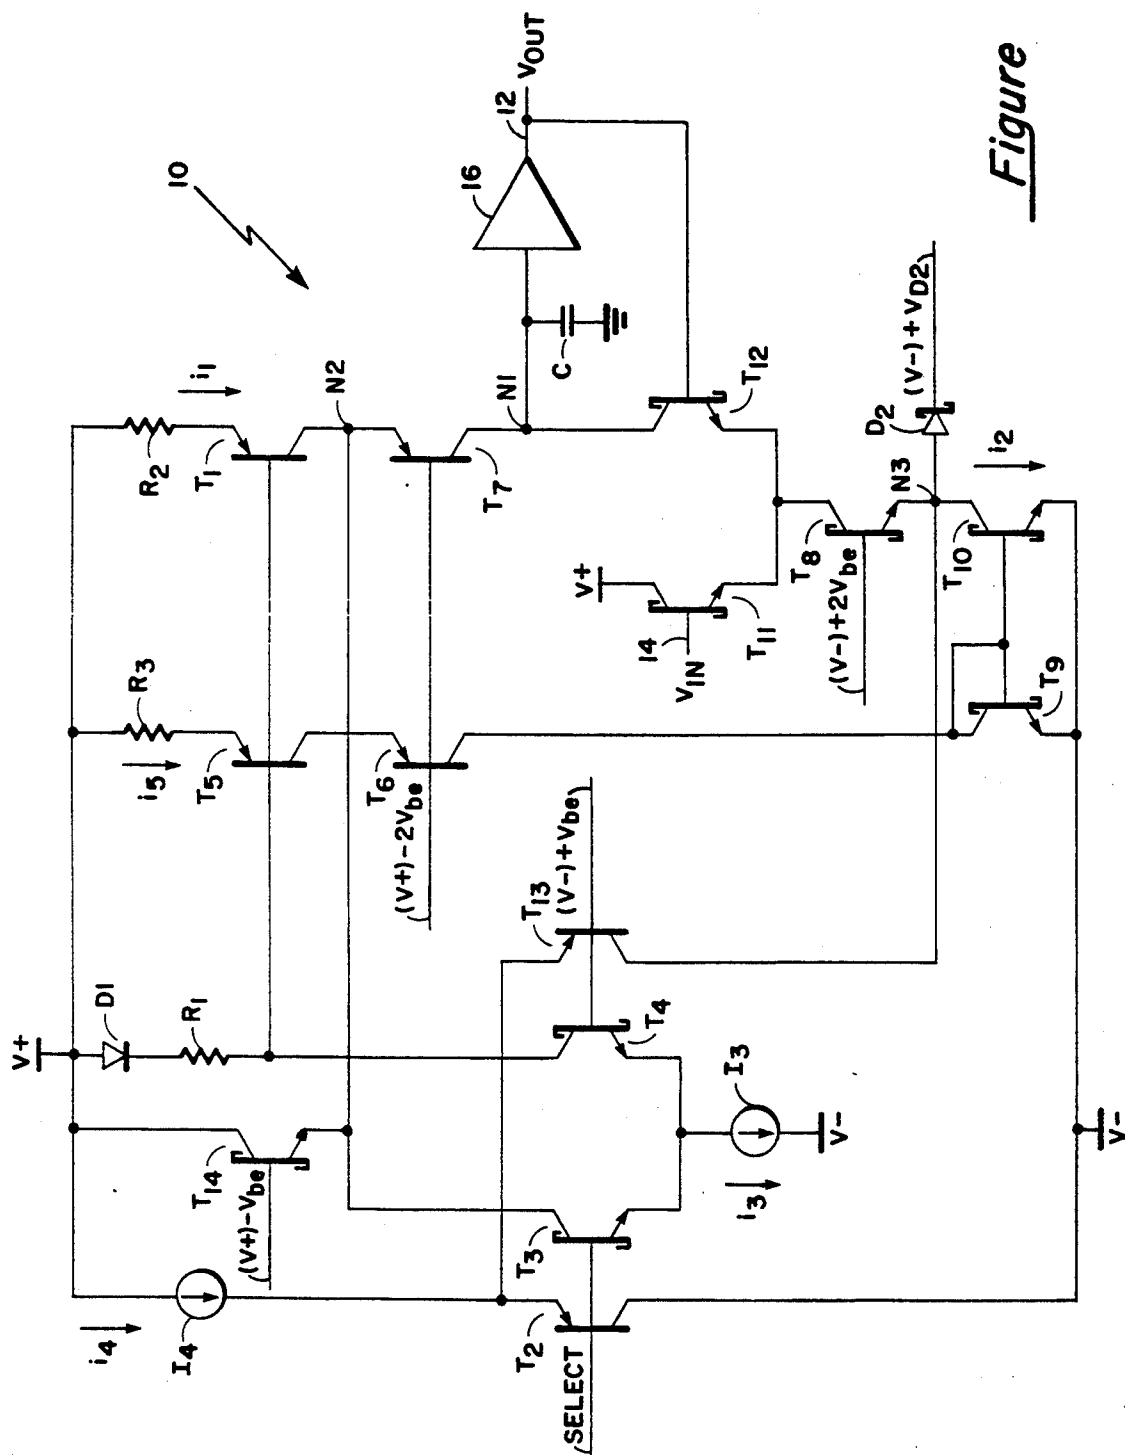 10
V+
i4
I4
T14
(V+)-Vbe
D1
R1
R3
i5
T5
R2
i1
T1
N2
T6
(V+)-2Vbe
T7
N1
C
16
12
VOUT
T2
SELECT
T3
T4
T13
(V-)+Vbe
i3
I3
V-
V+
14
VIN
T11
T12
T8
(V-)+2Vbe
N3
D2
(V-)+VD2
T9
T10
i2
V-
Figure